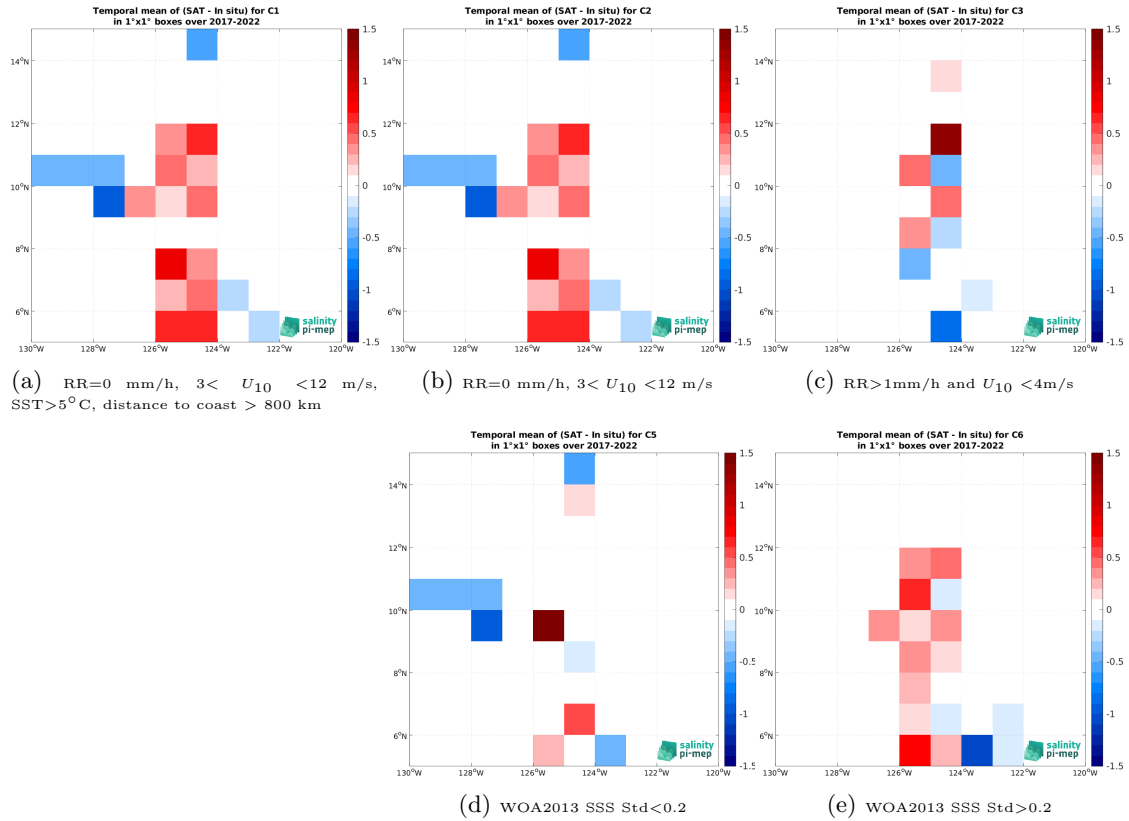 Temporal mean of (SAT - In situ) for C1
in 1°x1° boxes over 2017-2022
14°N
12°N
10°N
8°N
6°N
130°W
128°W
126°W
124°W
122°W
120°W
1.5
1
0.5
0
-0.5
-1
-1.5
salinity
pi-mep
(a) RR=0 mm/h, 3< U10 <12 m/s,
SST>5°C, distance to coast > 800 km
Temporal mean of (SAT - In situ) for C2
in 1°x1° boxes over 2017-2022
14°N
12°N
10°N
8°N
6°N
130°W
128°W
126°W
124°W
122°W
120°W
1.5
1
0.5
0
-0.5
-1
-1.5
salinity
pi-mep
(b) RR=0 mm/h, 3< U10 <12 m/s
Temporal mean of (SAT - In situ) for C3
in 1°x1° boxes over 2017-2022
14°N
12°N
10°N
8°N
6°N
130°W
128°W
126°W
124°W
122°W
120°W
1.5
1
0.5
0
-0.5
-1
-1.5
salinity
pi-mep
(c) RR>1mm/h and U10 <4m/s
Temporal mean of (SAT - In situ) for C5
in 1°x1° boxes over 2017-2022
14°N
12°N
10°N
8°N
6°N
130°W
128°W
126°W
124°W
122°W
120°W
1.5
1
0.5
0
-0.5
-1
-1.5
salinity
pi-mep
(d) WOA2013 SSS Std<0.2
Temporal mean of (SAT - In situ) for C6
in 1°x1° boxes over 2017-2022
14°N
12°N
10°N
8°N
6°N
130°W
128°W
126°W
124°W
122°W
120°W
1.5
1
0.5
0
-0.5
-1
-1.5
salinity
pi-mep
(e) WOA2013 SSS Std>0.2